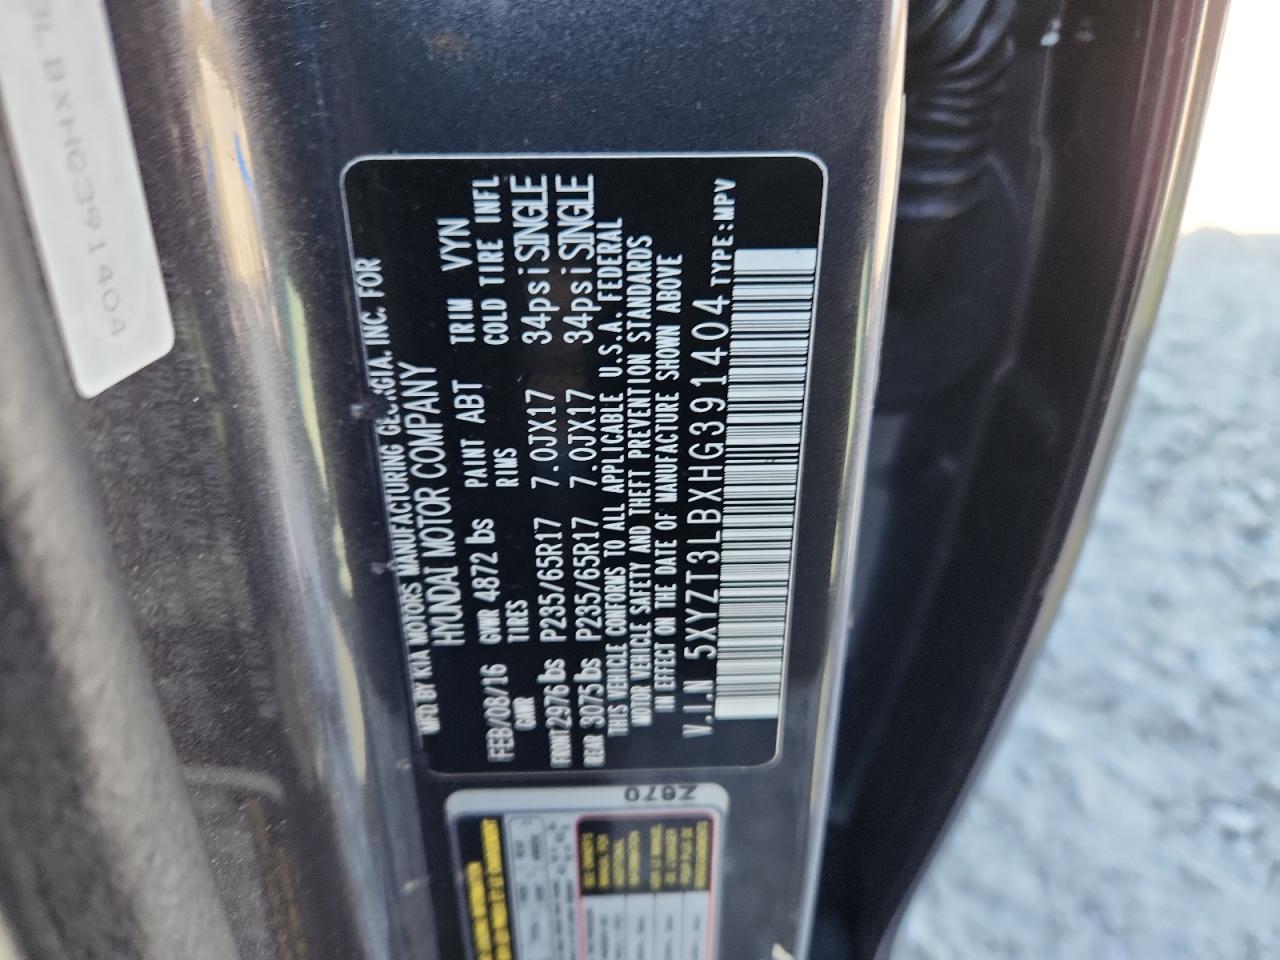 MFD BY KIA MOTORS MANUFACTURING GEORGIA. INC. FOR
HYUNDAI MOTOR COMPANY
FEB/08/16 GVWR 4872 lbs PAINT ABT TRIM VYN
GAWR TIRES RIMS COLD TIRE INFL
FRONT 2976 lbs P235/65R17 7.0JX17 34psi SINGLE
REAR 3075 lbs P235/65R17 7.0JX17 34psi SINGLE
THIS VEHICLE CONFORMS TO ALL APPLICABLE U.S.A. FEDERAL
MOTOR VEHICLE SAFETY AND THEFT PREVENTION STANDARDS
IN EFFECT ON THE DATE OF MANUFACTURE SHOWN ABOVE
V.I.N 5XYZT3LBXHG391404 TYPE:MPV
LBXHG391404
Z670